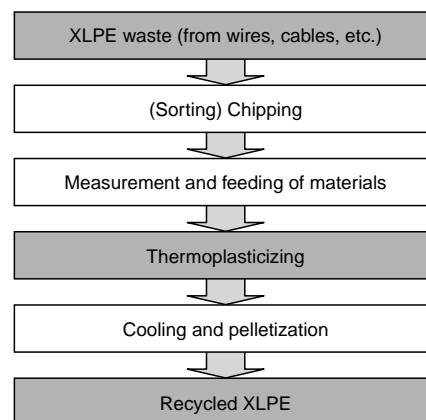 XLPE waste (from wires, cables, etc.)
(Sorting) Chipping
Measurement and feeding of materials
Thermoplasticizing
Cooling and pelletization
Recycled XLPE